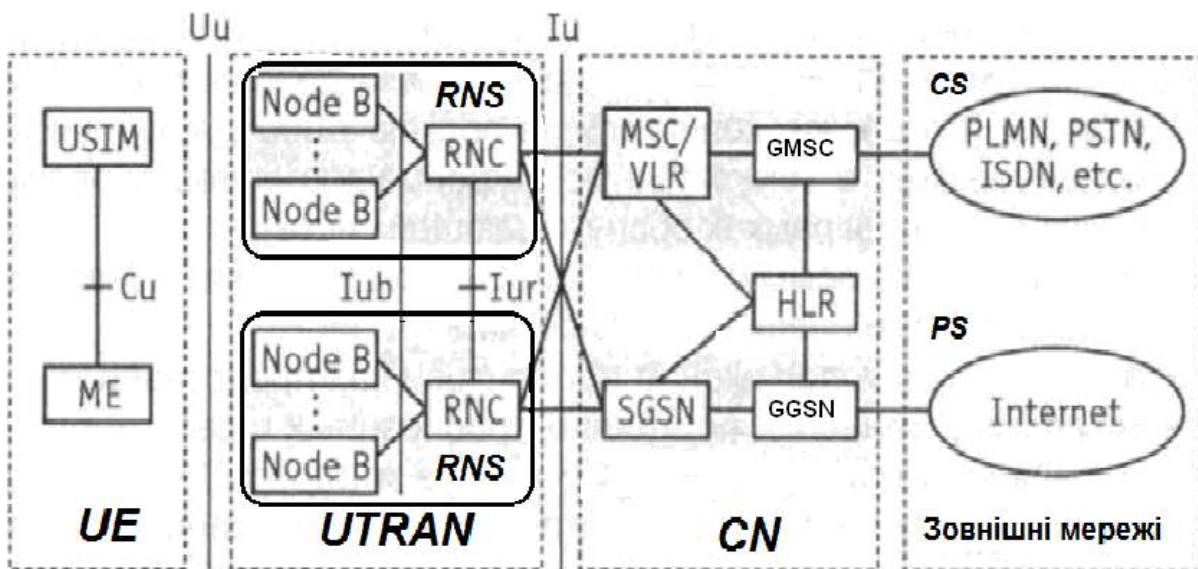 Uu
Iu
USIM
Cu
ME
UE
Node B
RNS
RNC
Node B
Iub
Iur
Node B
RNC
Node B
RNS
UTRAN
MSC/
VLR
GMSC
HLR
SGSN
GGSN
CN
CS
PLMN, PSTN,
ISDN, etc.
PS
Internet
Зовнішні мережі